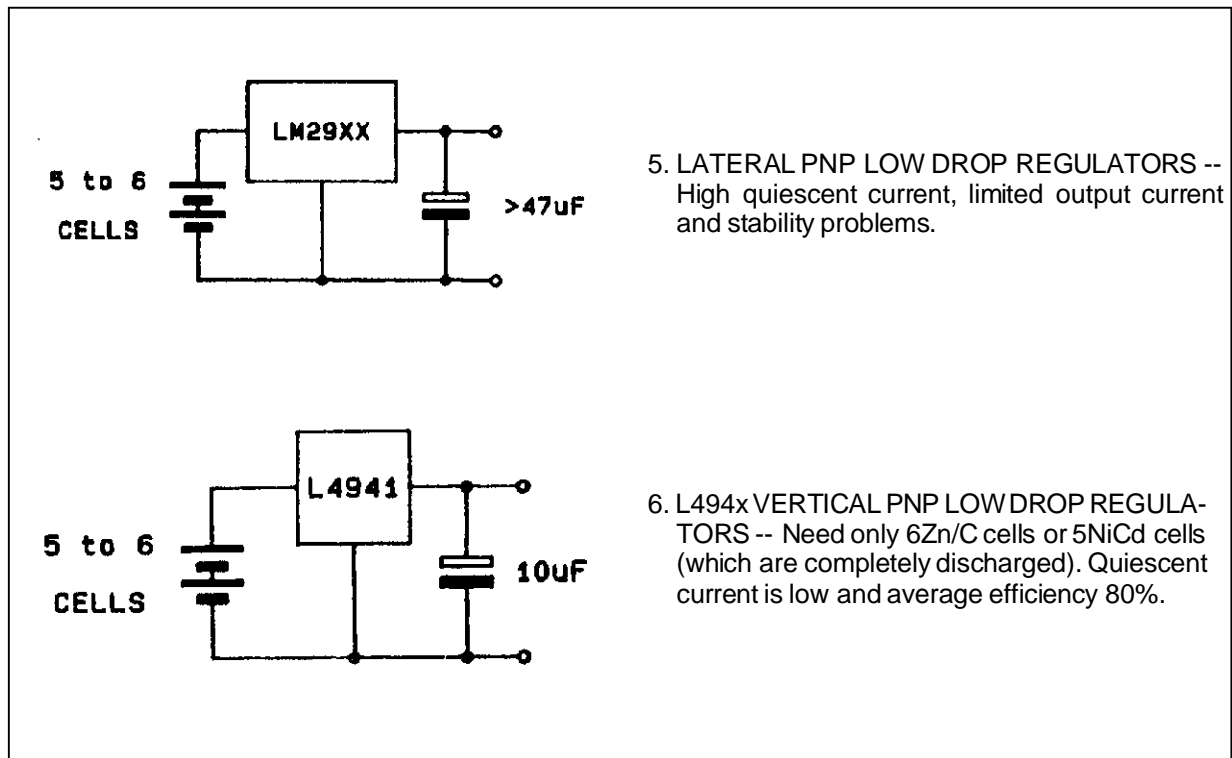 LM29XX
5 to 6
CELLS
>47uF
5. LATERAL PNP LOW DROP REGULATORS --
High quiescent current, limited output current
and stability problems.
L4941
5 to 6
CELLS
10uF
6. L494x VERTICAL PNP LOW DROP REGULA-
TORS -- Need only 6Zn/C cells or 5NiCd cells
(which are completely discharged). Quiescent
current is low and average efficiency 80%.